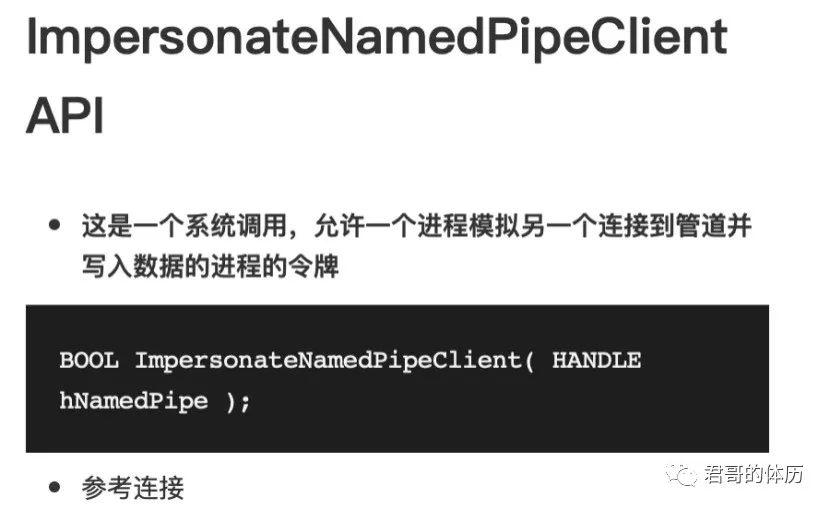 ImpersonateNamedPipeClient
API
• 这是一个系统调用，允许一个进程模拟另一个连接到管道并
写入数据的进程的令牌
BOOL ImpersonateNamedPipeClient( HANDLE
hNamedPipe );
• 参考连接
君哥的体历